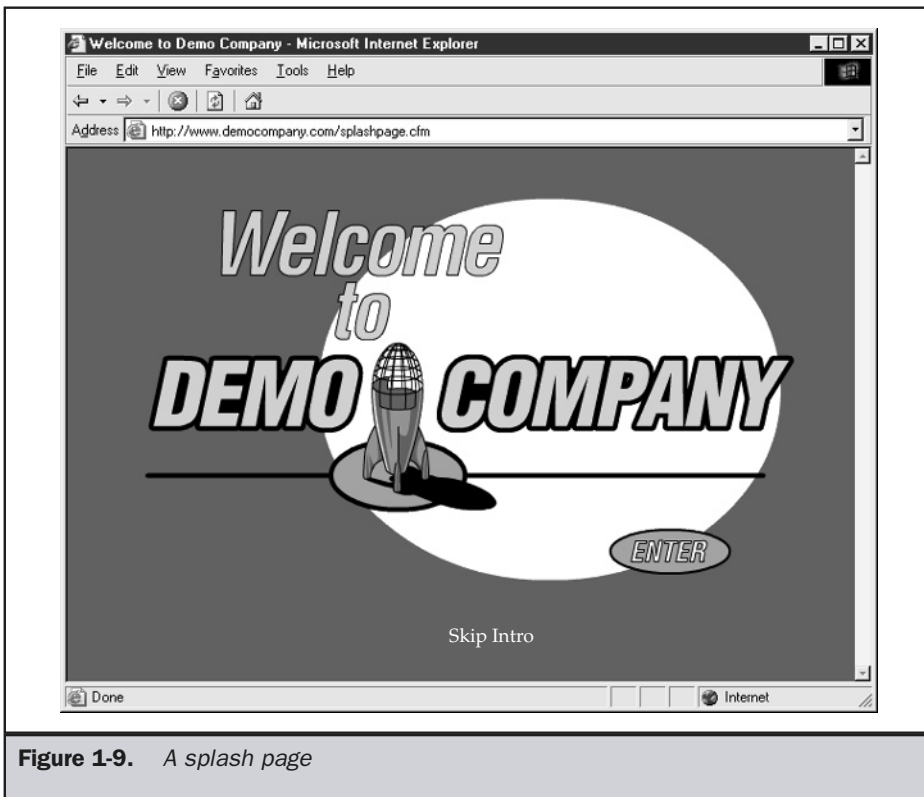 Welcome to Demo Company - Microsoft Internet Explorer
File Edit View Favorites Tools Help
Address http://www.democompany.com/splashpage.cfm
Welcome
to
DEMO COMPANY
ENTER
Skip Intro
Done Internet
Figure 1-9. A splash page